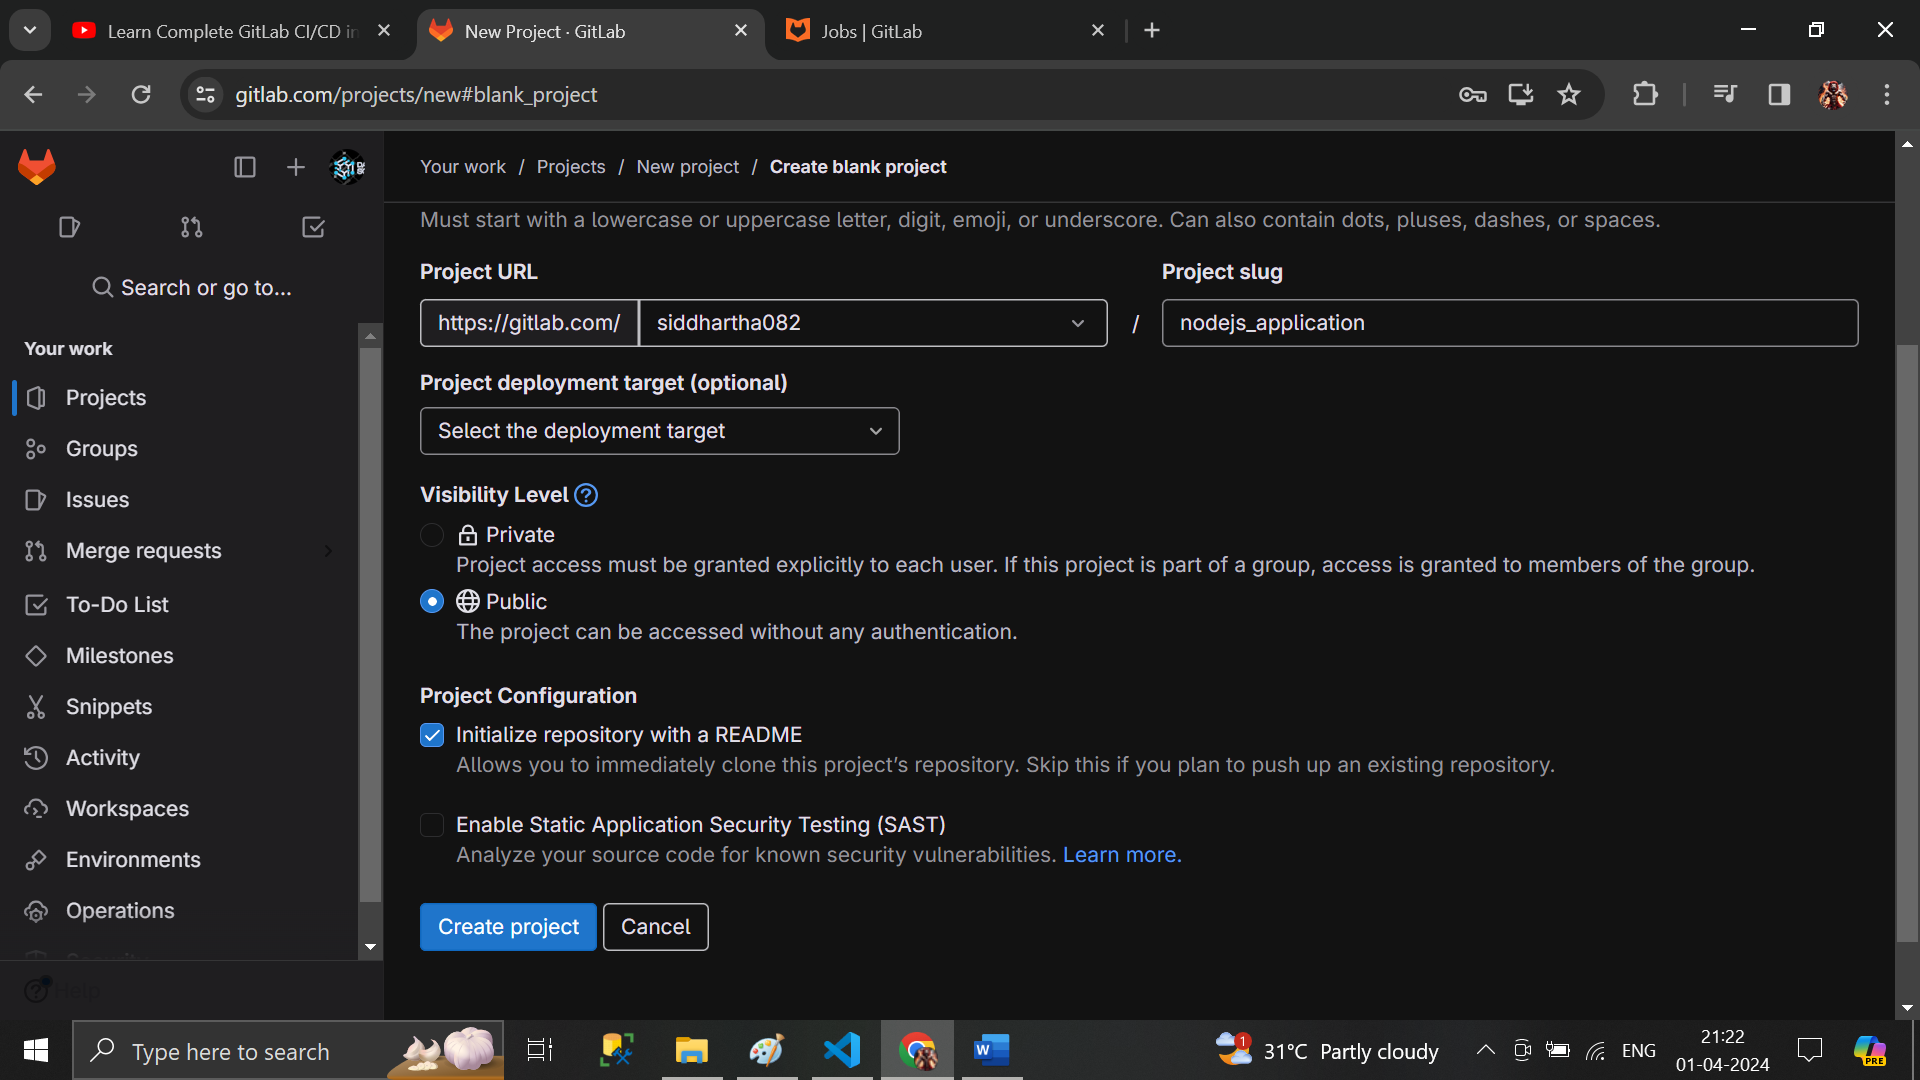 Learn Complete GitLab CI/CD in
New Project · GitLab
Jobs | GitLab
gitlab.com/projects/new#blank_project
Your work / Projects / New project / Create blank project
Search or go to...
Your work
Projects
Groups
Issues
Merge requests
To-Do List
Milestones
Snippets
Activity
Workspaces
Environments
Operations
Security
Help
Must start with a lowercase or uppercase letter, digit, emoji, or underscore. Can also contain dots, pluses, dashes, or spaces.
Project URL
Project slug
https://gitlab.com/ siddhartha082 / nodejs_application
Project deployment target (optional)
Select the deployment target
Visibility Level
Private
Project access must be granted explicitly to each user. If this project is part of a group, access is granted to members of the group.
Public
The project can be accessed without any authentication.
Project Configuration
Initialize repository with a README
Allows you to immediately clone this project’s repository. Skip this if you plan to push up an existing repository.
Enable Static Application Security Testing (SAST)
Analyze your source code for known security vulnerabilities. Learn more.
Create project
Cancel
Type here to search
1
31°C Partly cloudy
ENG
21:22
01-04-2024
PRE